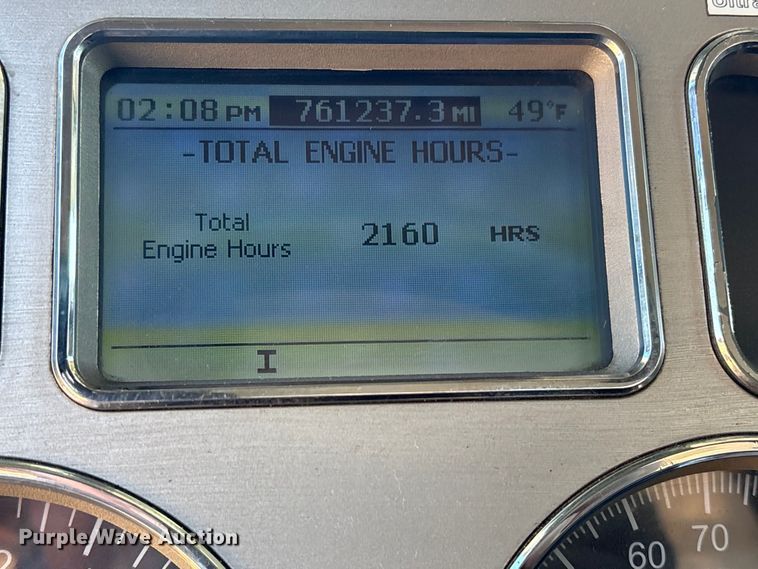 02:08 PM 761237.3 MI 49°F
-TOTAL ENGINE HOURS-
Total
Engine Hours 2160 HRS
I
60 70
2
Purple Wave Auction